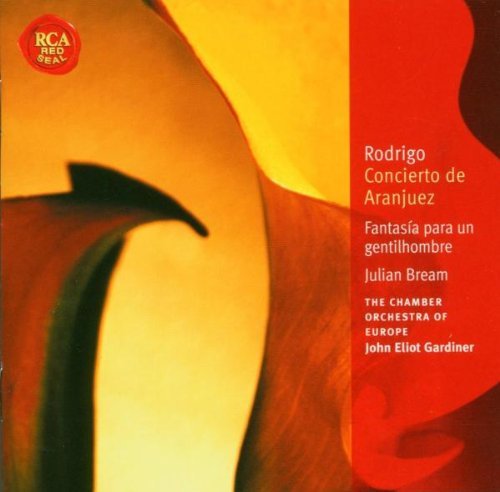 RCA
RED
SEAL
Rodrigo
Concierto de
Aranjuez
Fantasía para un
gentilhombre
Julian Bream
THE CHAMBER
ORCHESTRA OF
EUROPE
John Eliot Gardiner